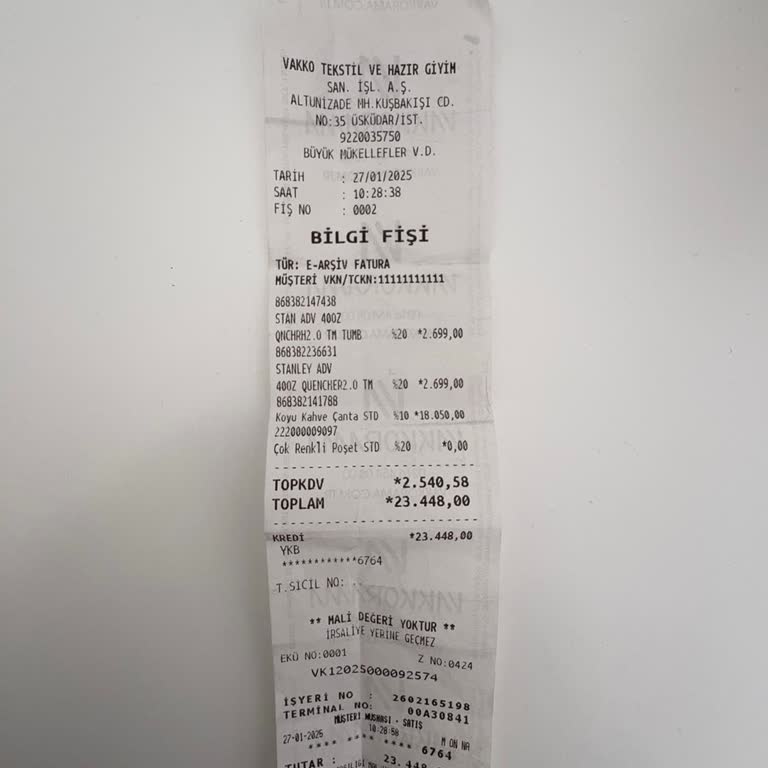 VAKKO TEKSTİL VE HAZIR GİYİM
SAN. İŞL. A.Ş.
ALTUNİZADE MH.KUŞBAKIŞI CD.
NO:35 ÜSKÜDAR/İST.
9220035750
BÜYÜK MÜKELLEFLER V.D.
TARİH : 27/01/2025
SAAT : 10:28:38
FİŞ NO : 0002
BİLGİ FİŞİ
TÜR: E-ARŞİV FATURA
MÜŞTERİ VKN/TCKN:11111111111
868382147438
STAN ADV 40OZ
QNCHRH2.0 TM TUMB %20 *2.699,00
868382236631
STANLEY ADV
40OZ QUENCHER2.0 TM %20 *2.699,00
868382141788
Koyu Kahve Çanta STD %10 *18.050,00
222000009097
Çok Renkli Poşet STD %20 *0,00
TOPKDV *2.540,58
TOPLAM *23.448,00
KREDİ *23.448,00
YKB
************6764
T.SİCİL NO:
** MALİ DEĞERİ YOKTUR **
İRSALİYE YERİNE GEÇMEZ
EKÜ NO:0001 Z NO:0424
VK12025000092574
İŞYERİ NO : 2602165198
TERMİNAL NO: 00A30841
MÜŞTERİ NÜSHASI - SATIŞ
27-01-2025 10:28:58
**** **** **** 6764
TUTAR :